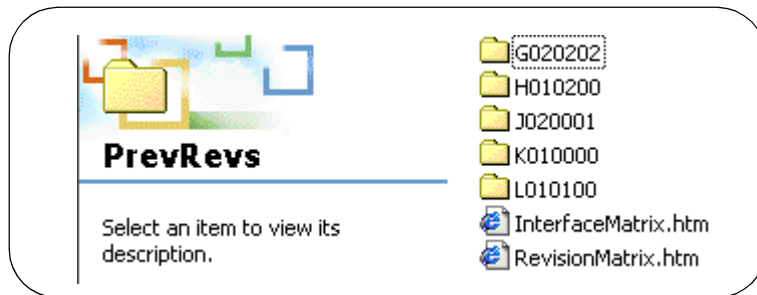 PrevRevs
Select an item to view its
description.
G020202
H010200
J020001
K010000
L010100
InterfaceMatrix.htm
RevisionMatrix.htm